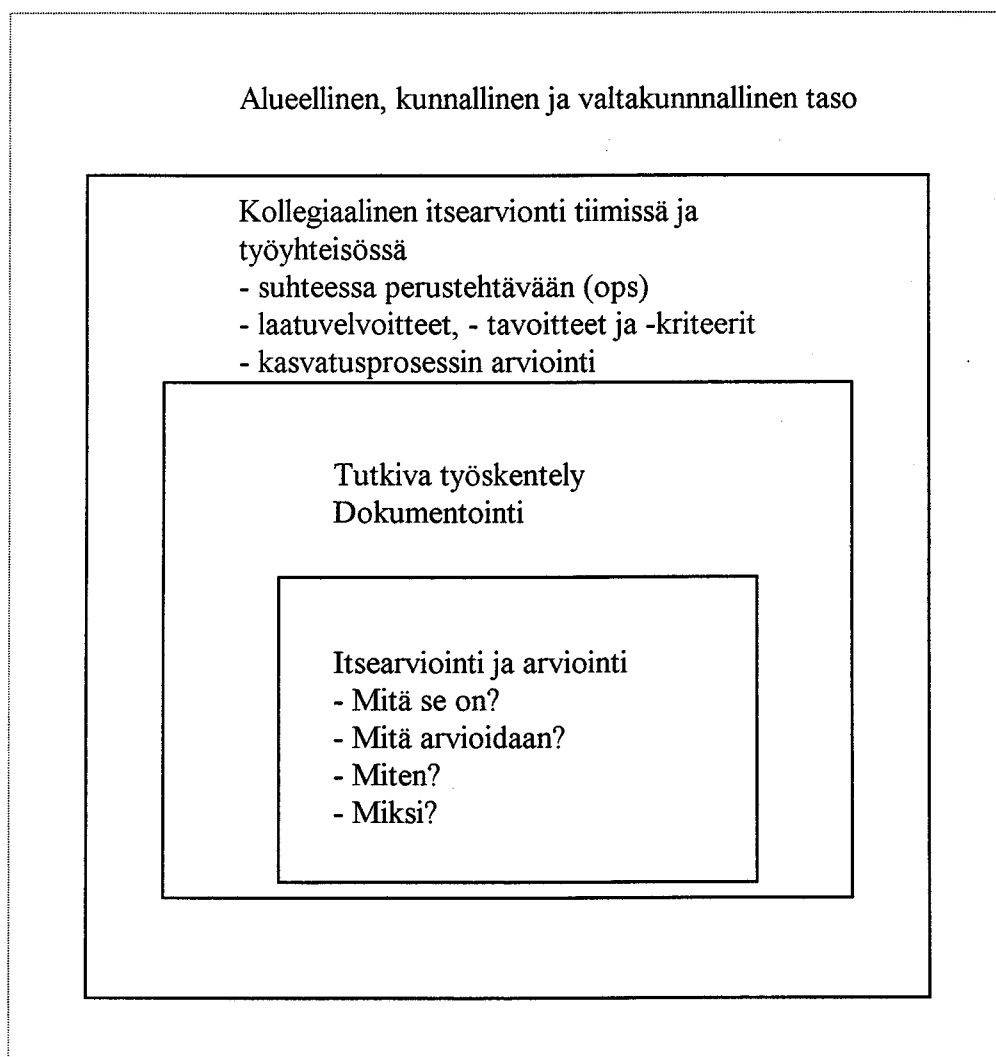 Alueellinen, kunnallinen ja valtakunnnallinen taso
Kollegiaalinen itsearvionti tiimissä ja
työyhteisössä
- suhteessa perustehtävään (ops)
- laatuvelvoitteet, - tavoitteet ja -kriteerit
- kasvatusprosessin arviointi
Tutkiva työskentely
Dokumentointi
Itsearviointi ja arviointi
- Mitä se on?
- Mitä arvioidaan?
- Miten?
- Miksi?